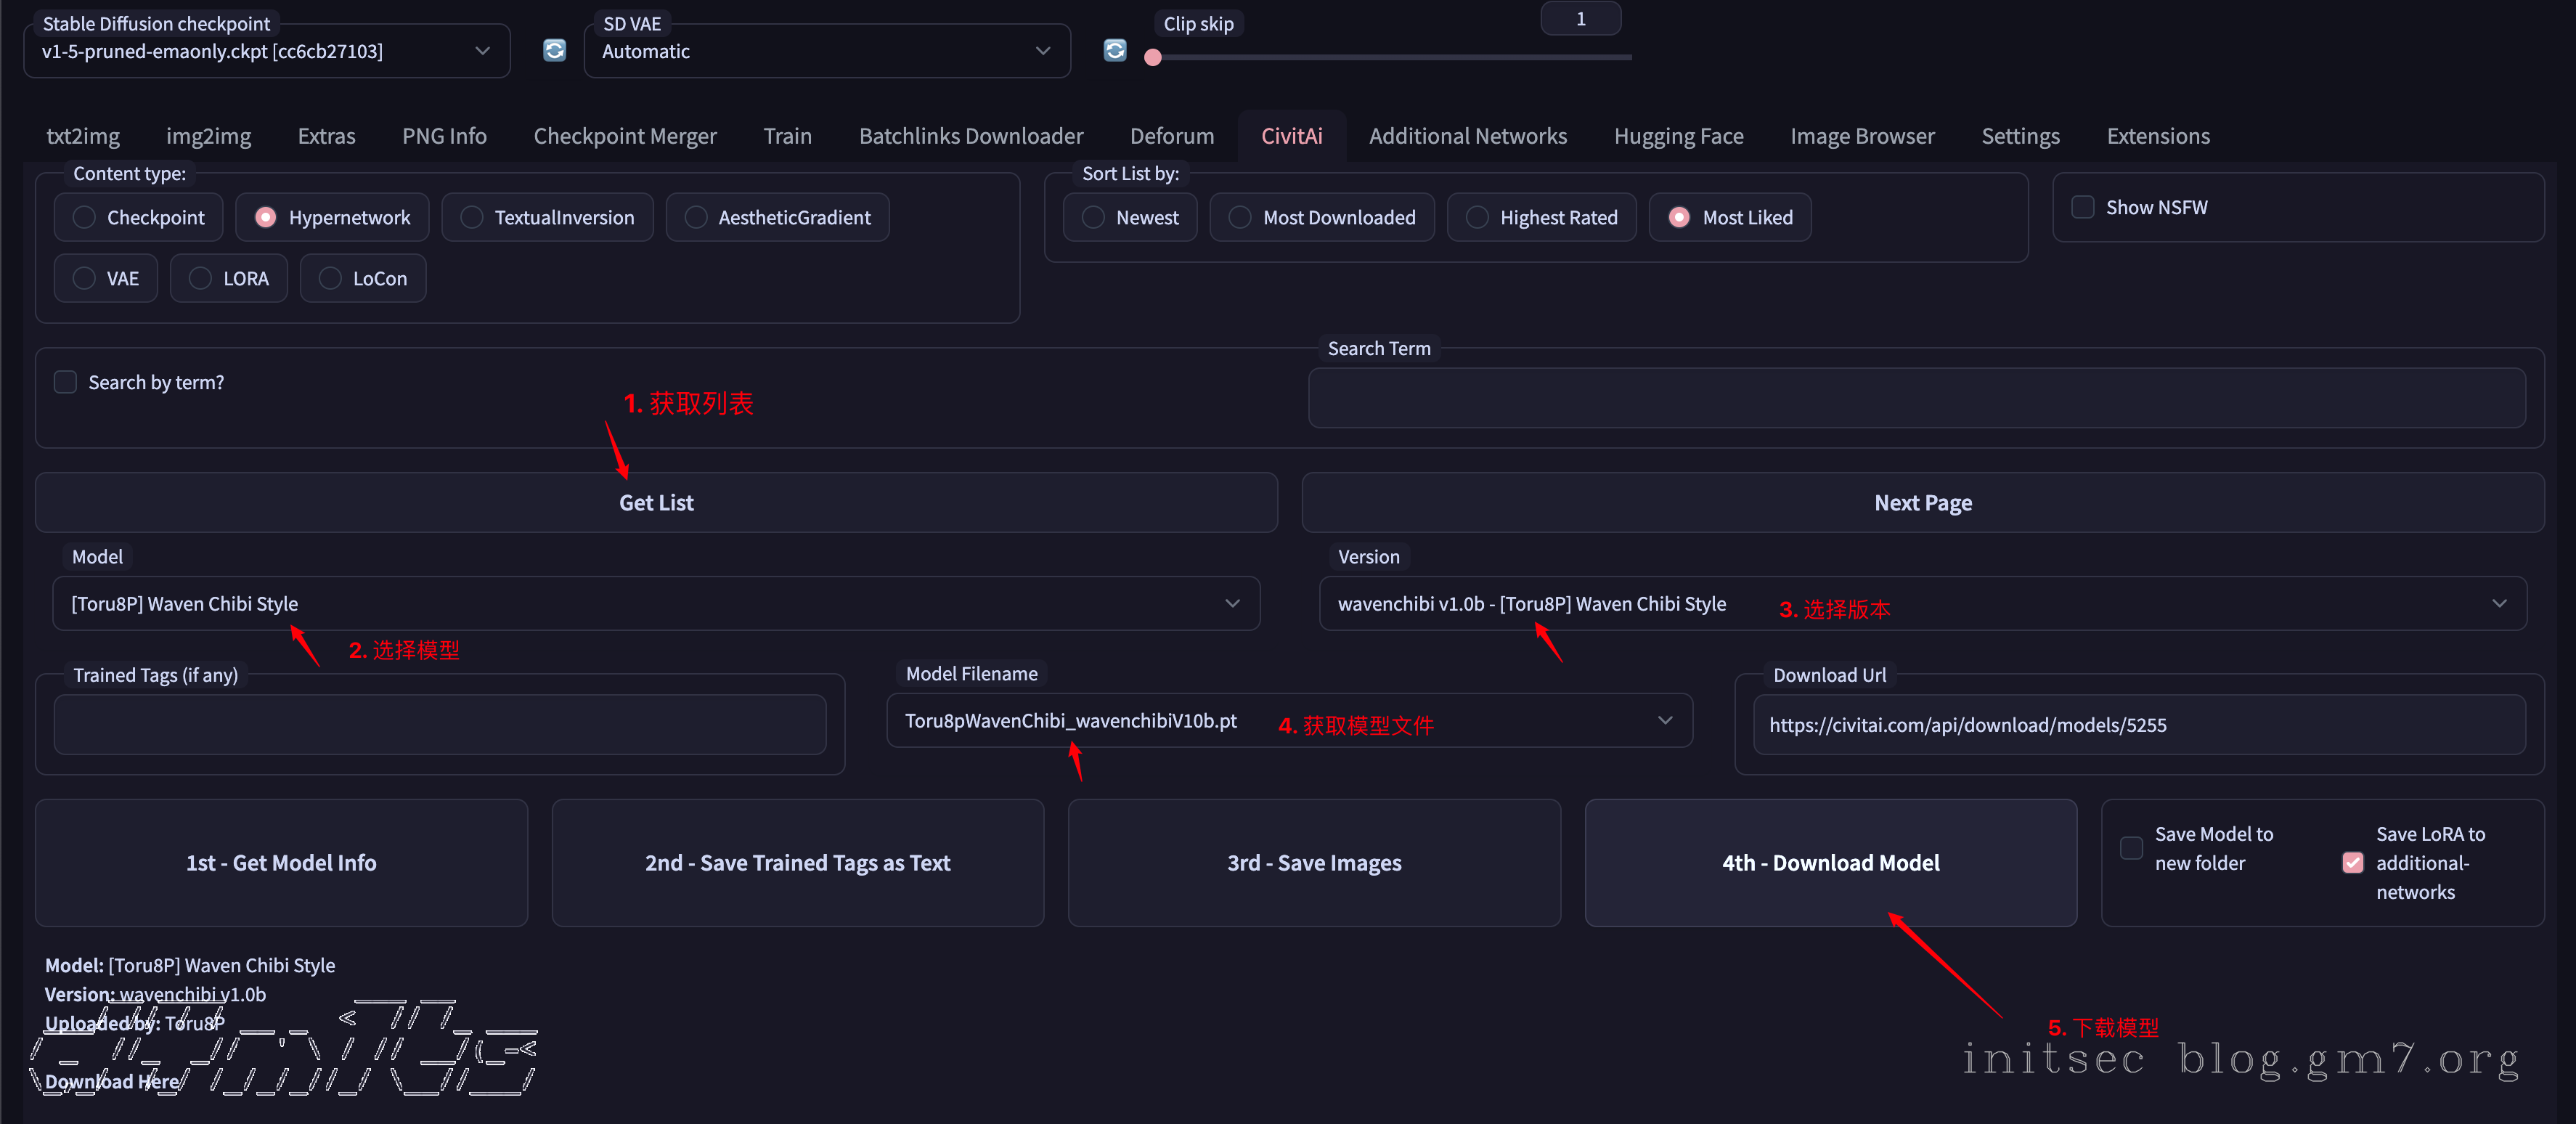 Stable Diffusion checkpoint
v1-5-pruned-emaonly.ckpt [cc6cb27103]
SD VAE
Automatic
Clip skip
1
txt2img
img2img
Extras
PNG Info
Checkpoint Merger
Train
Batchlinks Downloader
Deforum
CivitAi
Additional Networks
Hugging Face
Image Browser
Settings
Extensions
Content type:
Checkpoint
Hypernetwork
TextualInversion
AestheticGradient
VAE
LORA
LoCon
Sort List by:
Newest
Most Downloaded
Highest Rated
Most Liked
Show NSFW
Search by term?
Search Term
1. 获取列表
Get List
Next Page
Model
[Toru8P] Waven Chibi Style
2. 选择模型
Version
wavenchibi v1.0b - [Toru8P] Waven Chibi Style
3. 选择版本
Trained Tags (if any)
Model Filename
Toru8pWavenChibi_wavenchibiV10b.pt
4. 获取模型文件
Download Url
https://civitai.com/api/download/models/5255
1st - Get Model Info
2nd - Save Trained Tags as Text
3rd - Save Images
4th - Download Model
Save Model to
new folder
Save LoRA to
additional-
networks
Model: [Toru8P] Waven Chibi Style
Version: wavenchibi v1.0b
Uploaded by: Toru8P
Download Here
5. 下载模型
initsec blog.gm7.org